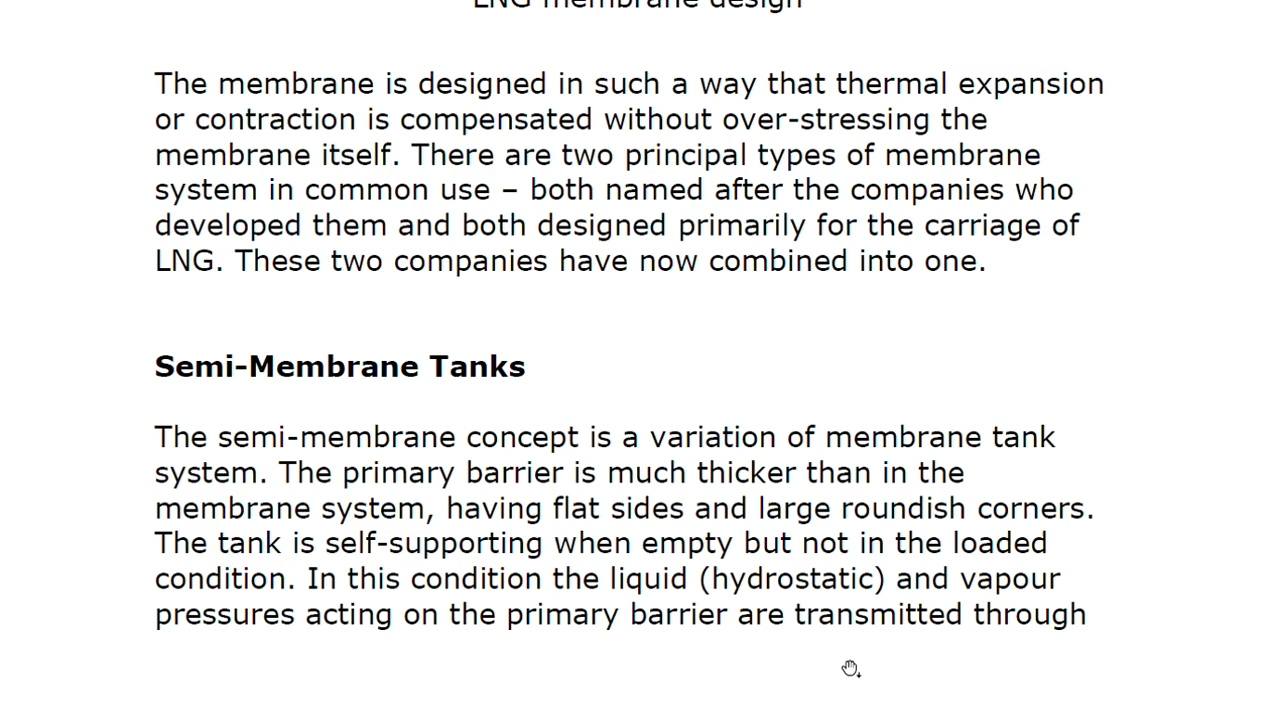 LNG membrane design
The membrane is designed in such a way that thermal expansion
or contraction is compensated without over-stressing the
membrane itself. There are two principal types of membrane
system in common use – both named after the companies who
developed them and both designed primarily for the carriage of
LNG. These two companies have now combined into one.
Semi-Membrane Tanks
The semi-membrane concept is a variation of membrane tank
system. The primary barrier is much thicker than in the
membrane system, having flat sides and large roundish corners.
The tank is self-supporting when empty but not in the loaded
condition. In this condition the liquid (hydrostatic) and vapour
pressures acting on the primary barrier are transmitted through